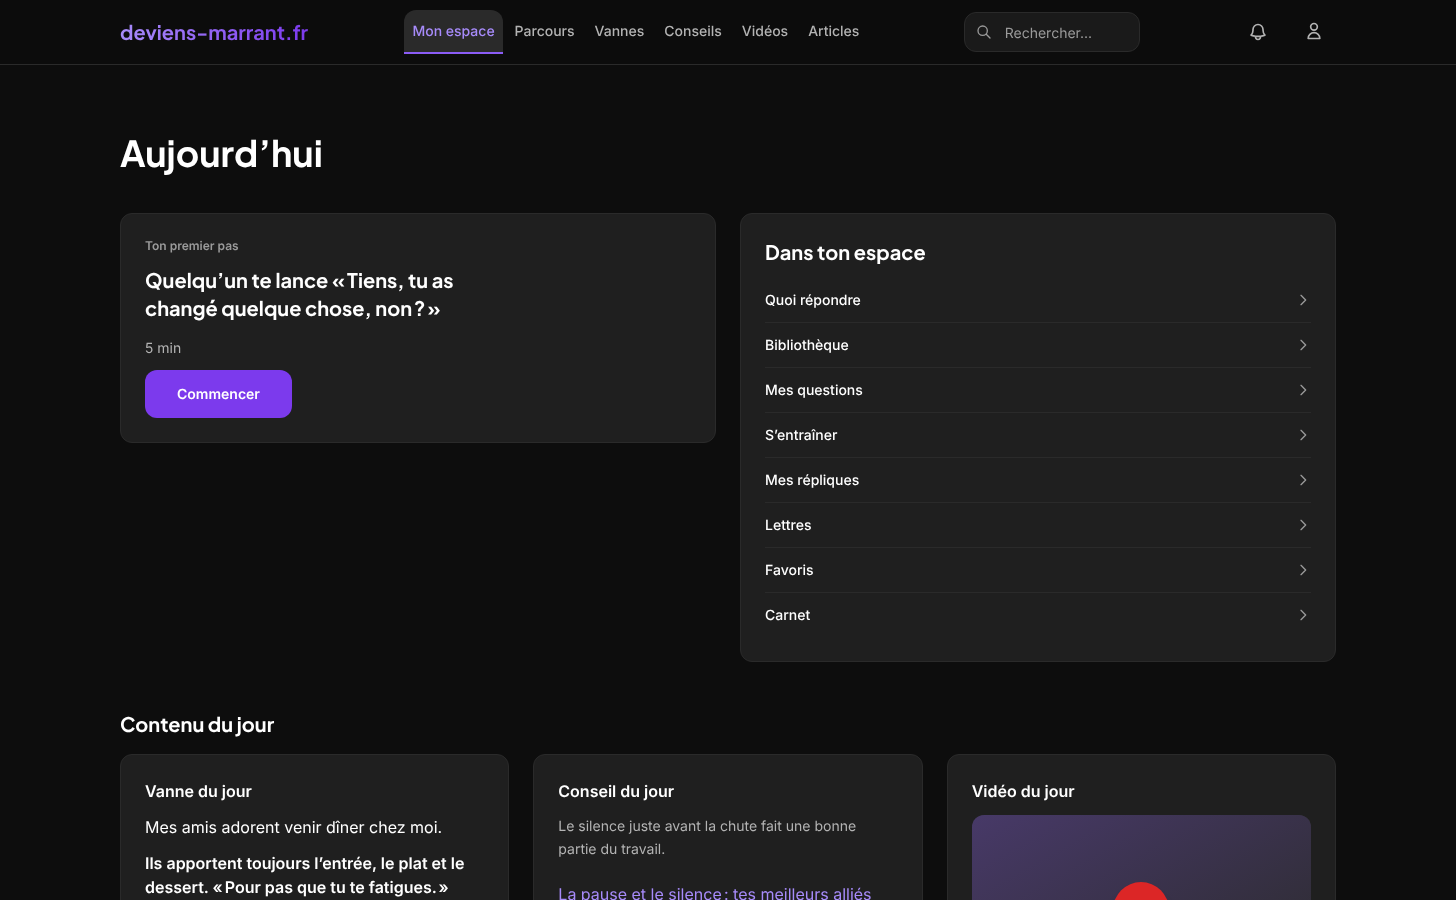 deviens-marrant.fr
Mon espace
Parcours
Vannes
Conseils
Vidéos
Articles
Rechercher...
Aujourd’hui
Ton premier pas
Quelqu’un te lance « Tiens, tu as
changé quelque chose, non ? »
5 min
Commencer
Dans ton espace
Quoi répondre
Bibliothèque
Mes questions
S’entraîner
Mes répliques
Lettres
Favoris
Carnet
Contenu du jour
Vanne du jour
Mes amis adorent venir dîner chez moi.
Ils apportent toujours l’entrée, le plat et le
dessert. « Pour pas que tu te fatigues. »
Conseil du jour
Le silence juste avant la chute fait une bonne
partie du travail.
La pause et le silence : tes meilleurs alliés
Vidéo du jour